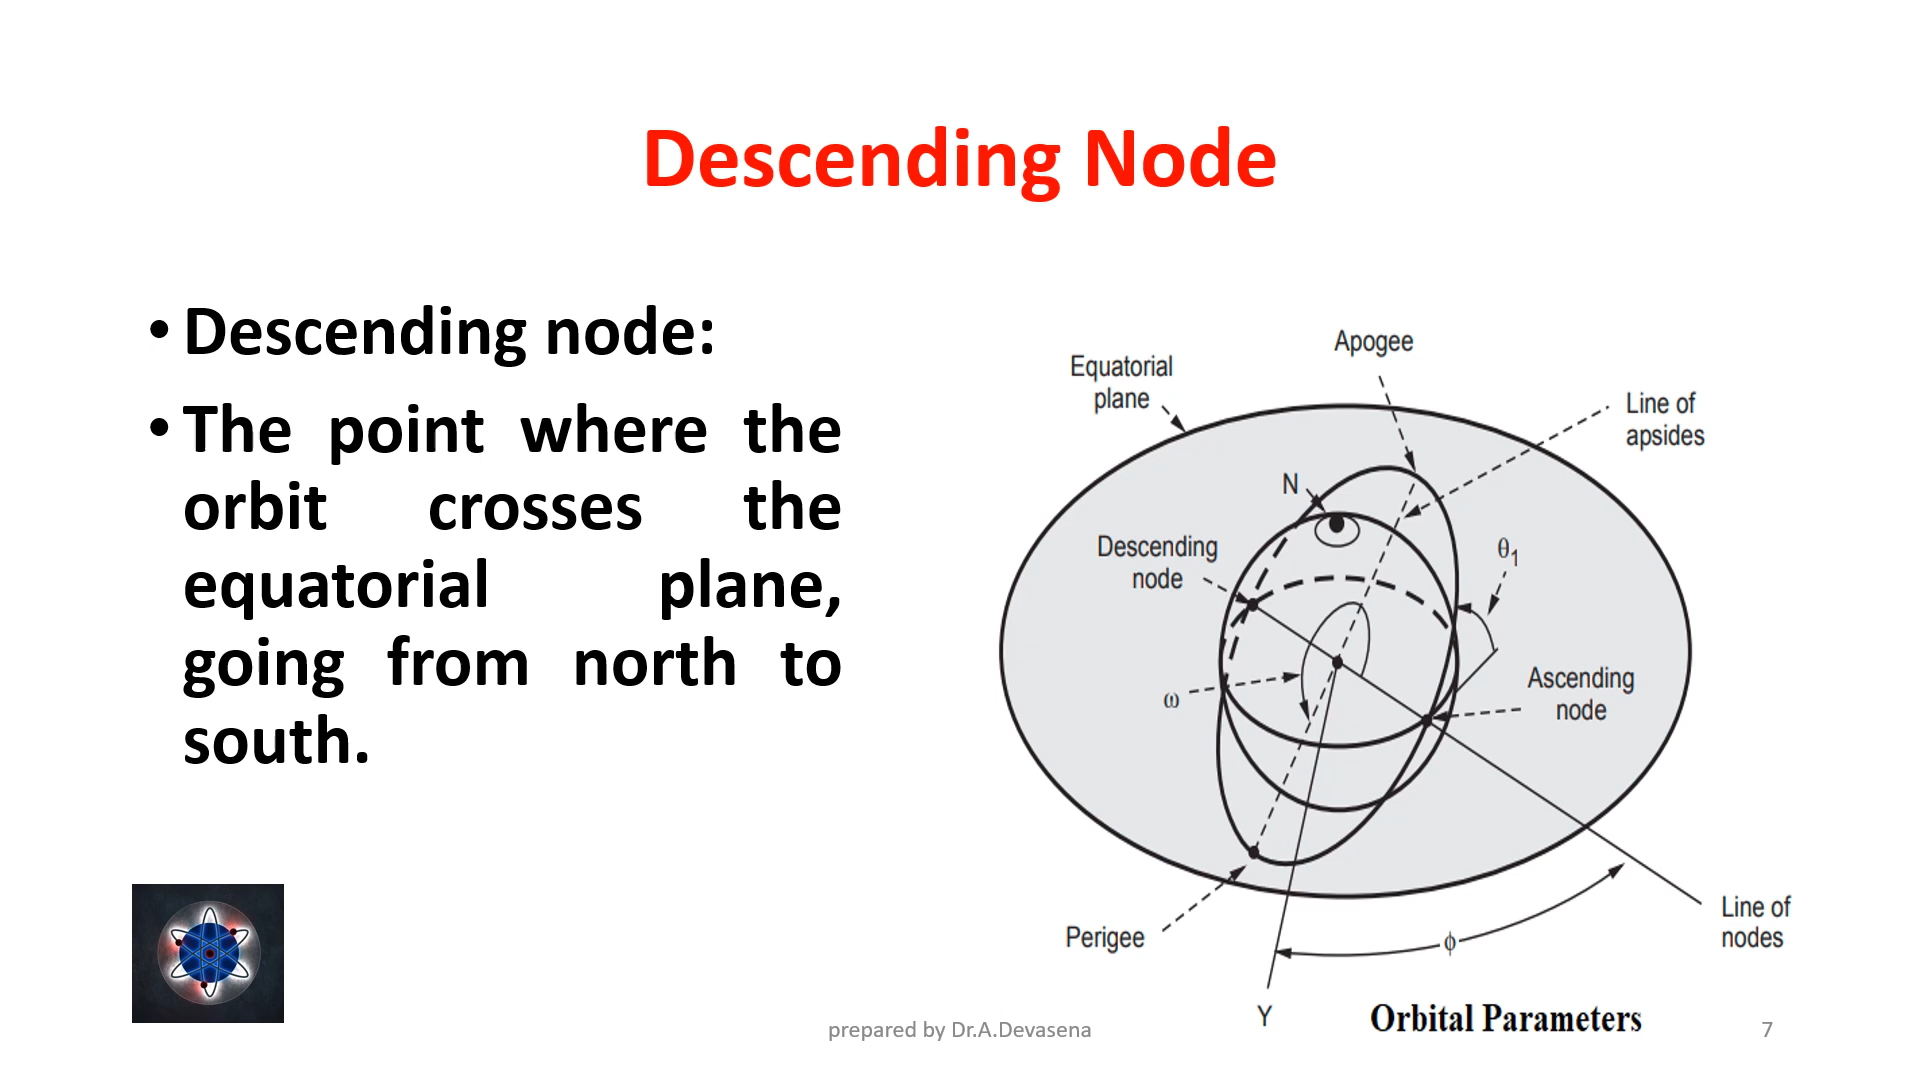 Descending Node
• Descending node:
• The point where the
orbit crosses the
equatorial plane,
going from north to
south.
Apogee
Equatorial
plane
Line of
apsides
N
Descending
node
θ1
Ascending
node
ω
Perigee
Line of
nodes
ϕ
Y
Orbital Parameters
prepared by Dr.A.Devasena
7